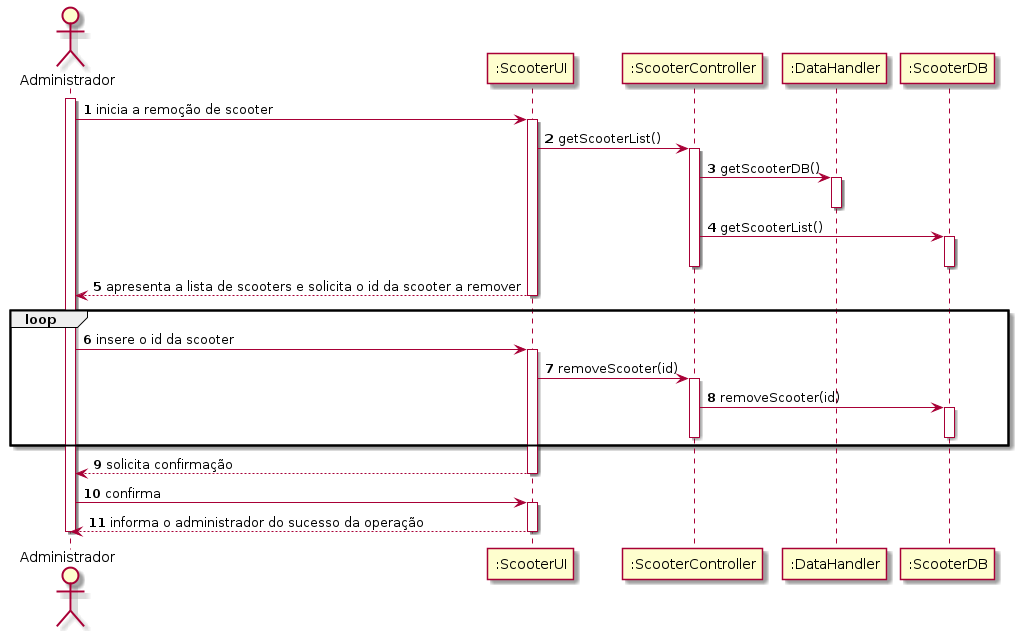 Administrador
:ScooterUI
:ScooterController
:DataHandler
:ScooterDB
1 inicia a remoção de scooter
2 getScooterList()
3 getScooterDB()
4 getScooterList()
5 apresenta a lista de scooters e solicita o id da scooter a remover
loop
6 insere o id da scooter
7 removeScooter(id)
8 removeScooter(id)
9 solicita confirmação
10 confirma
11 informa o administrador do sucesso da operação
Administrador
:ScooterUI
:ScooterController
:DataHandler
:ScooterDB